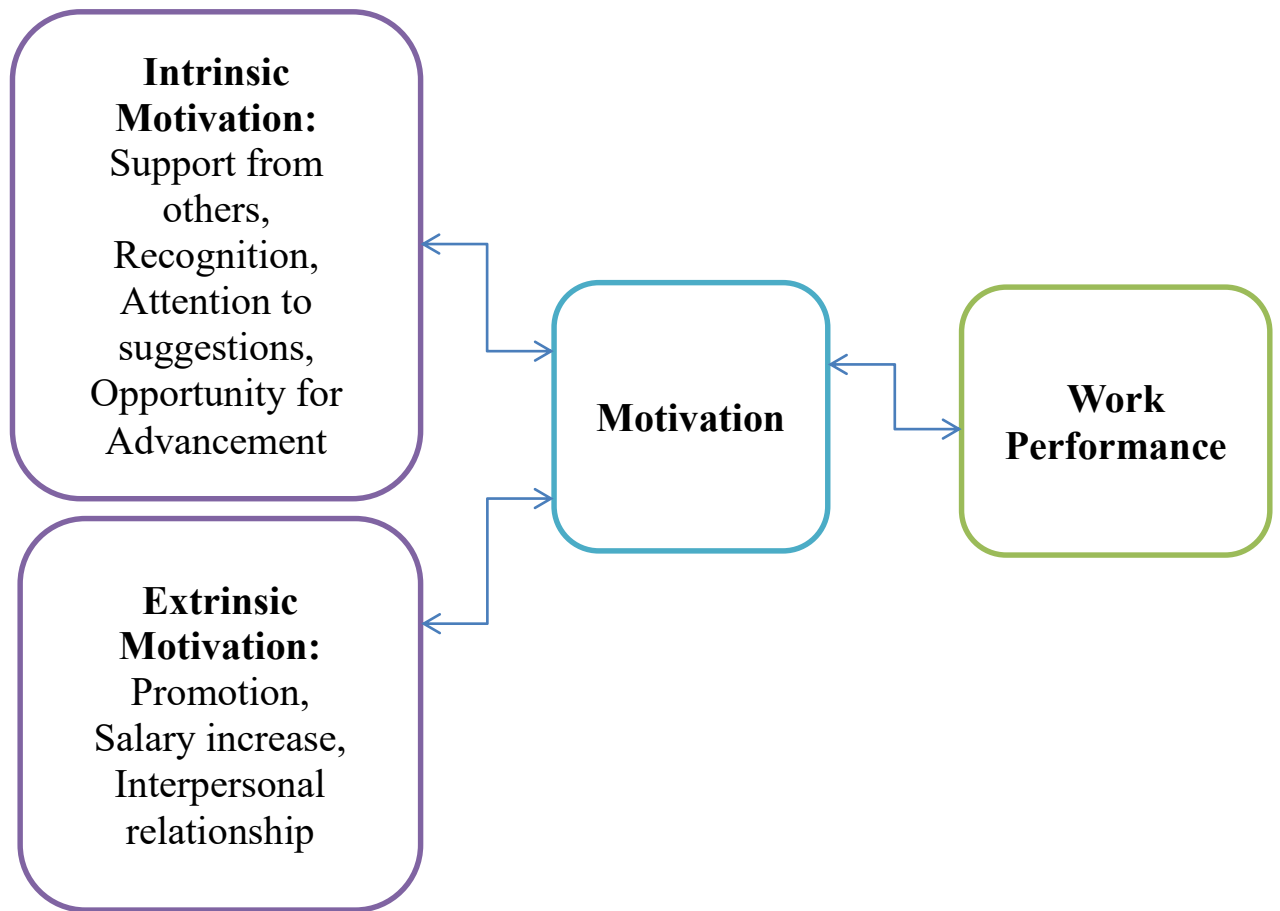 Intrinsic
Motivation:
Support from
others,
Recognition,
Attention to
suggestions,
Opportunity for
Advancement
Extrinsic
Motivation:
Promotion,
Salary increase,
Interpersonal
relationship
Motivation
Work
Performance